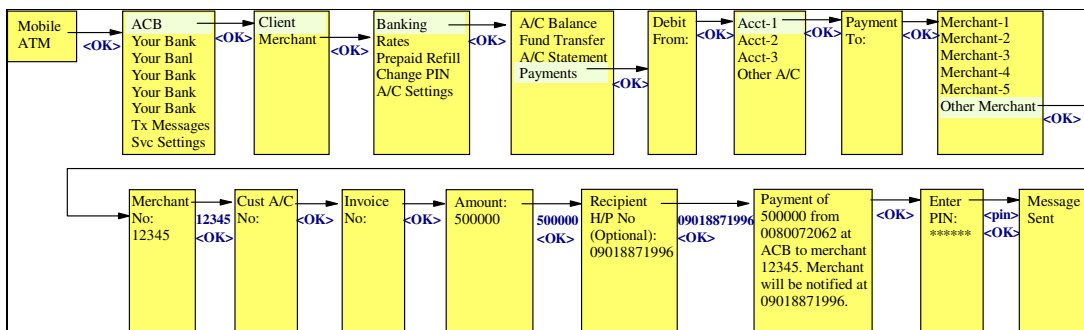 Mobile
ATM
<OK>
ACB
Your Bank
Your Banl
Your Bank
Your Bank
Your Bank
Tx Messages
Svc Settings
<OK>
Client
Merchant
<OK>
Banking
Rates
Prepaid Refill
Change PIN
A/C Settings
<OK>
A/C Balance
Fund Transfer
A/C Statement
Payments
<OK>
Debit
From:
<OK>
Acct-1
Acct-2
Acct-3
Other A/C
<OK>
Payment
To:
<OK>
Merchant-1
Merchant-2
Merchant-3
Merchant-4
Merchant-5
Other Merchant
<OK>
Merchant
No:
12345
12345
<OK>
Cust A/C
No:
<OK>
Invoice
No:
<OK>
Amount:
500000
500000
<OK>
Recipient
H/P No
(Optional):
09018871996
09018871996
<OK>
Payment of
500000 from
0080072062 at
ACB to merchant
12345. Merchant
will be notified at
09018871996.
<OK>
Enter
PIN:
******
<pin>
<OK>
Message
Sent